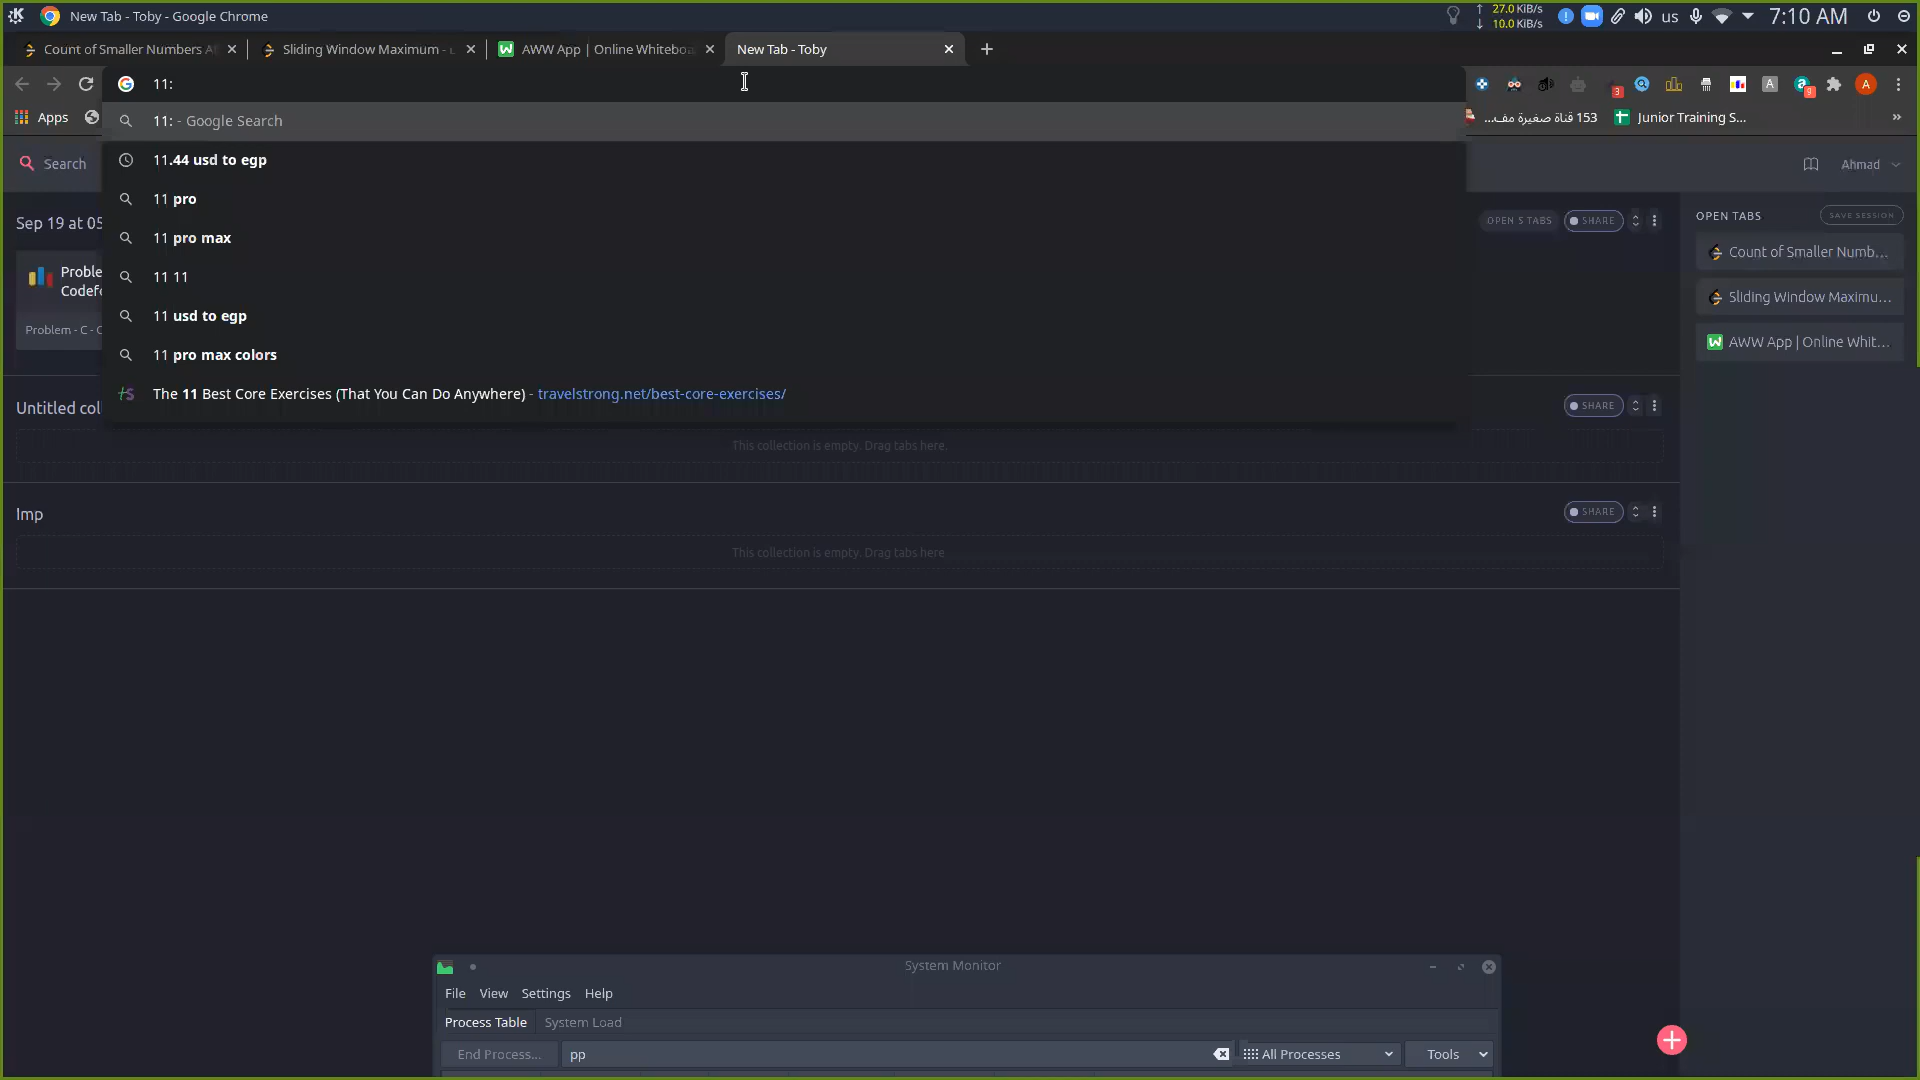 New Tab - Toby - Google Chrome
27.0 KiB/s
10.0 KiB/s
us
7:10 AM
Count of Smaller Numbers A
Sliding Window Maximum -
AWW App | Online Whiteboa
New Tab - Toby
11:
3
A
9
A
Apps
153 قناة صغيرة مف...
Junior Training S...
»
11: - Google Search
11.44 usd to egp
11 pro
11 pro max
11 11
11 usd to egp
11 pro max colors
The 11 Best Core Exercises (That You Can Do Anywhere) - travelstrong.net/best-core-exercises/
Search
Ahmad
Sep 19 at 05
OPEN 5 TABS
SHARE
OPEN TABS
SAVE SESSION
Count of Smaller Numb...
Sliding Window Maximu...
AWW App | Online Whit...
Proble
Codefo
Problem - C - C
Untitled col
SHARE
This collection is empty. Drag tabs here.
Imp
SHARE
This collection is empty. Drag tabs here
System Monitor
File View Settings Help
Process Table System Load
End Process...
pp
All Processes
Tools